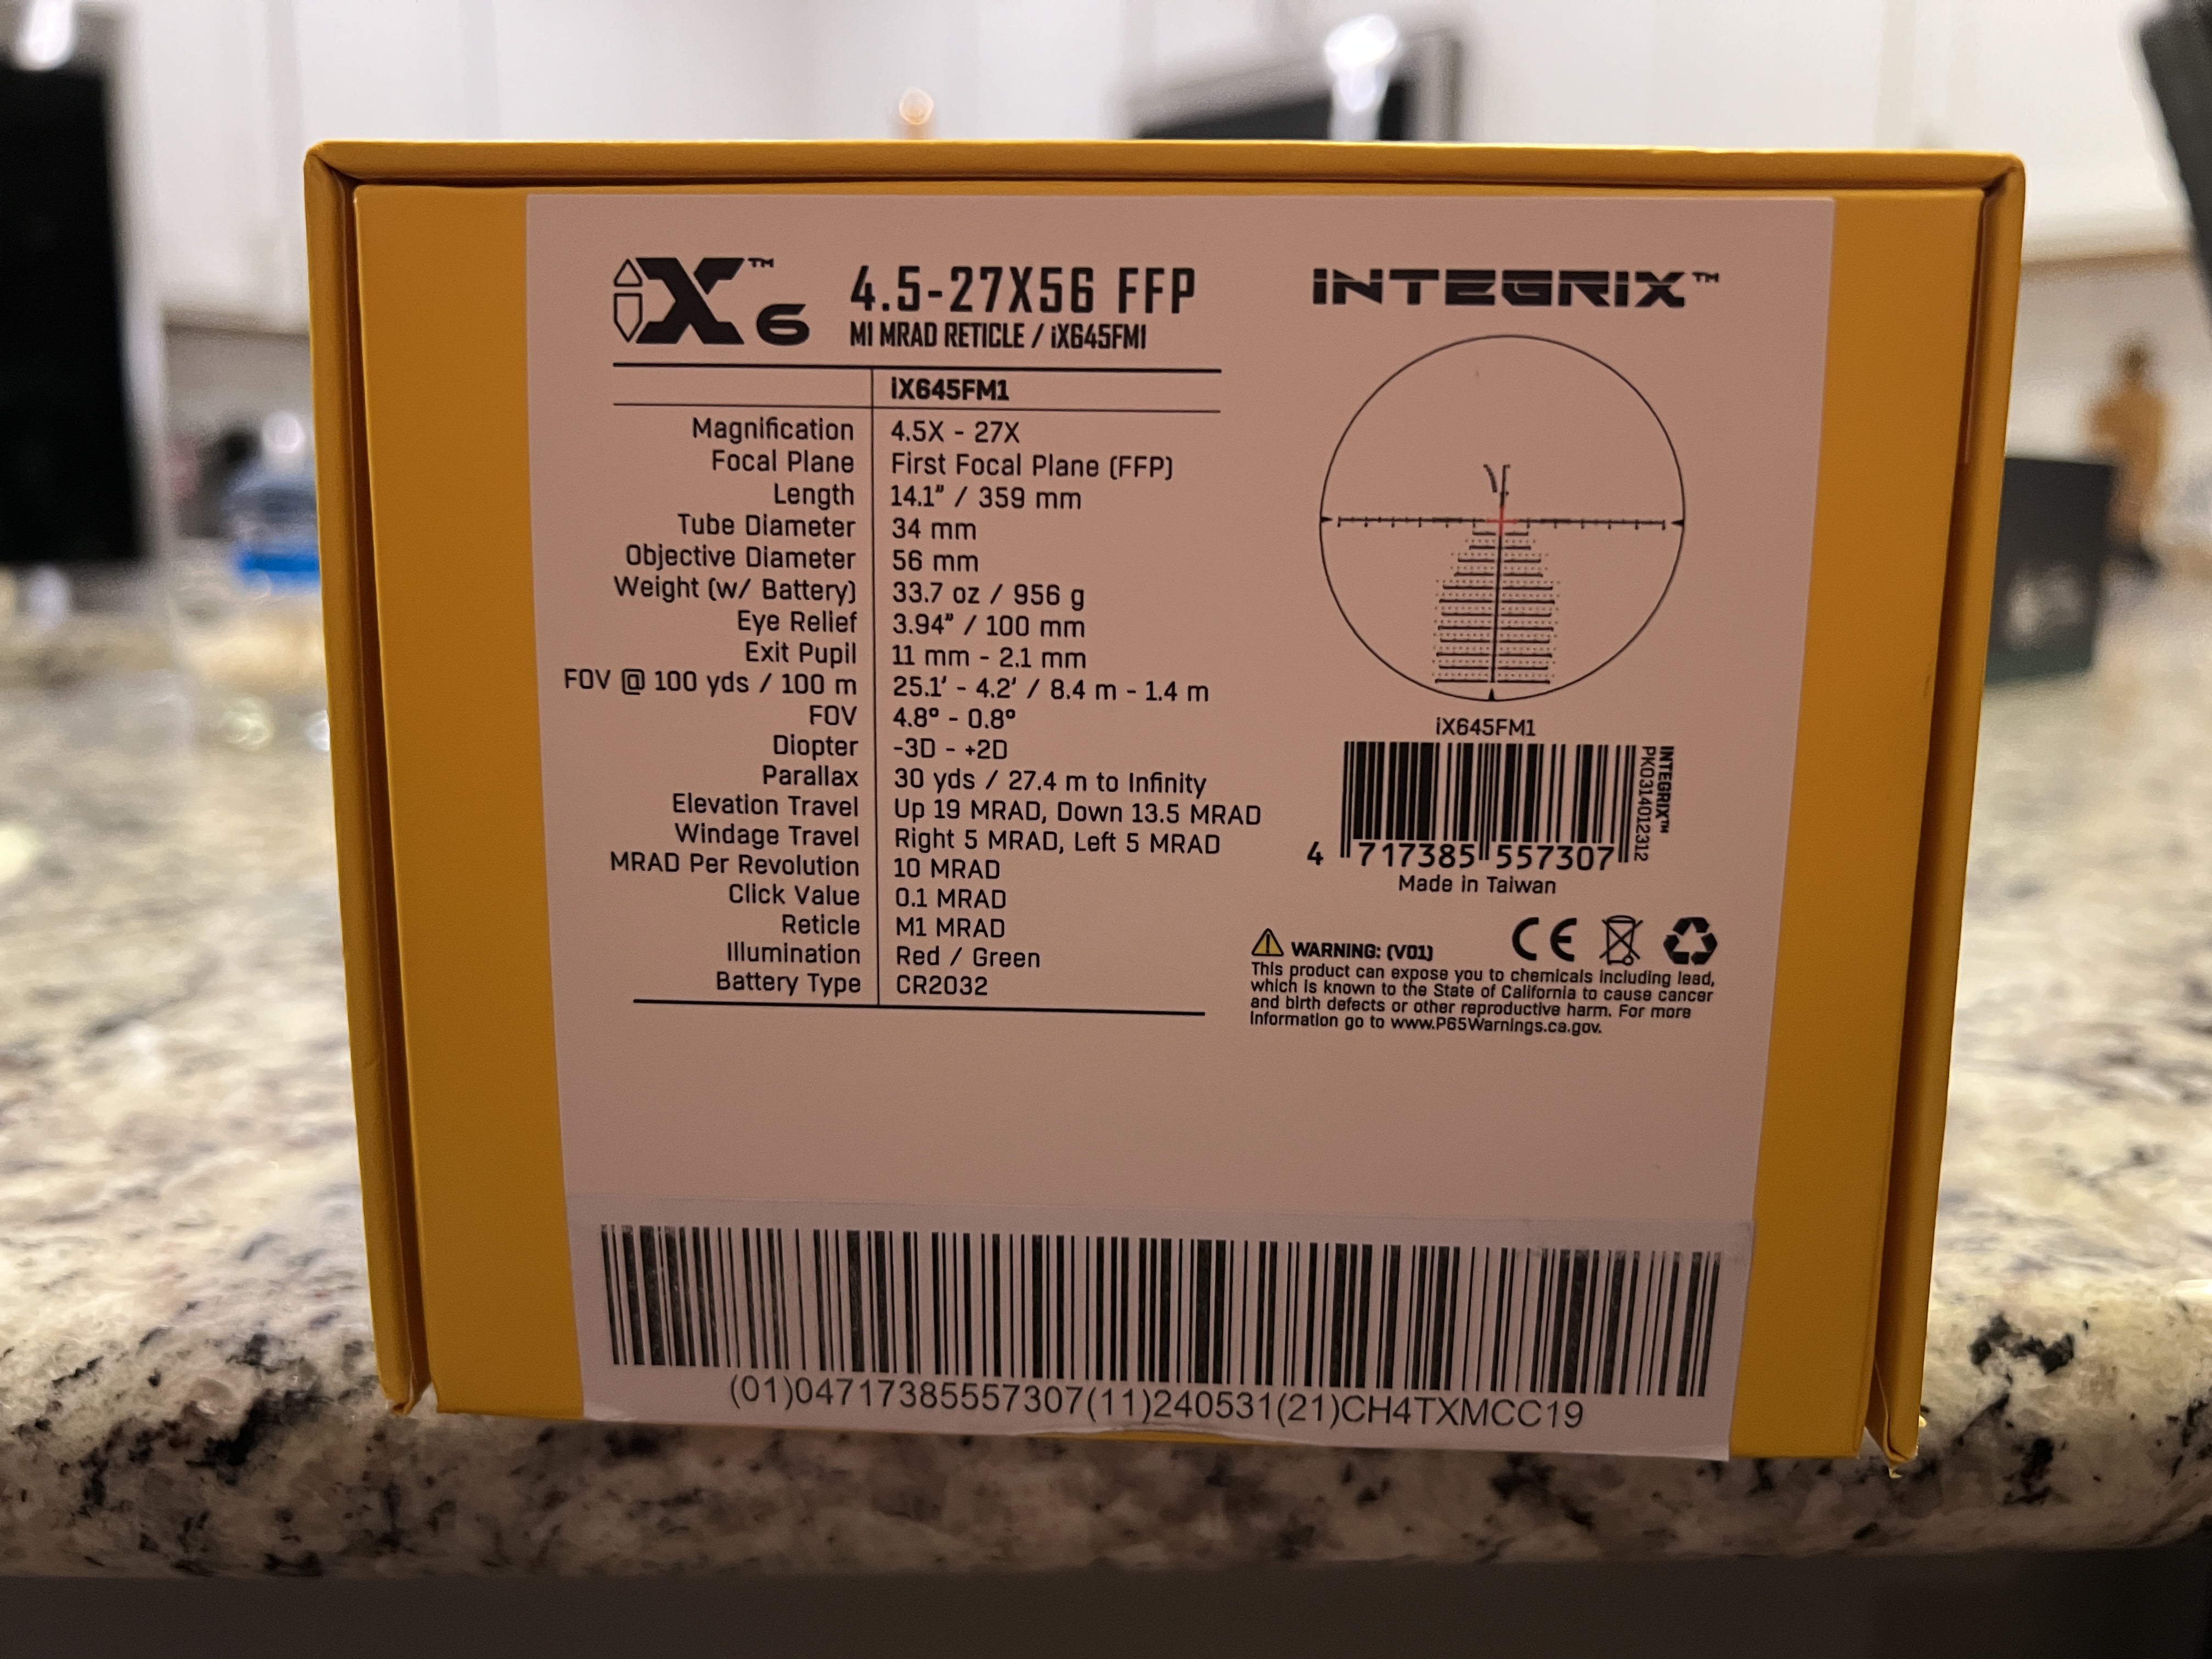 iX™ 6
4.5-27X56 FFP
M1 MRAD RETICLE / iX645FM1
iX645FM1
Magnification 4.5X - 27X
Focal Plane First Focal Plane (FFP)
Length 14.1" / 359 mm
Tube Diameter 34 mm
Objective Diameter 56 mm
Weight (w/ Battery) 33.7 oz / 956 g
Eye Relief 3.94" / 100 mm
Exit Pupil 11 mm - 2.1 mm
FOV @ 100 yds / 100 m 25.1' - 4.2' / 8.4 m - 1.4 m
FOV 4.8° - 0.8°
Diopter -3D - +2D
Parallax 30 yds / 27.4 m to Infinity
Elevation Travel Up 19 MRAD, Down 13.5 MRAD
Windage Travel Right 5 MRAD, Left 5 MRAD
MRAD Per Revolution 10 MRAD
Click Value 0.1 MRAD
Reticle M1 MRAD
Illumination Red / Green
Battery Type CR2032
iNTEGRiX™
iX645FM1
INTEGRIX™
PK0314012312
4 717385 557307
Made in Taiwan
CE
WARNING: (V01)
This product can expose you to chemicals including lead,
which is known to the State of California to cause cancer
and birth defects or other reproductive harm. For more
Information go to www.P65Warnings.ca.gov.
(01)04717385557307(11)240531(21)CH4TXMCC19